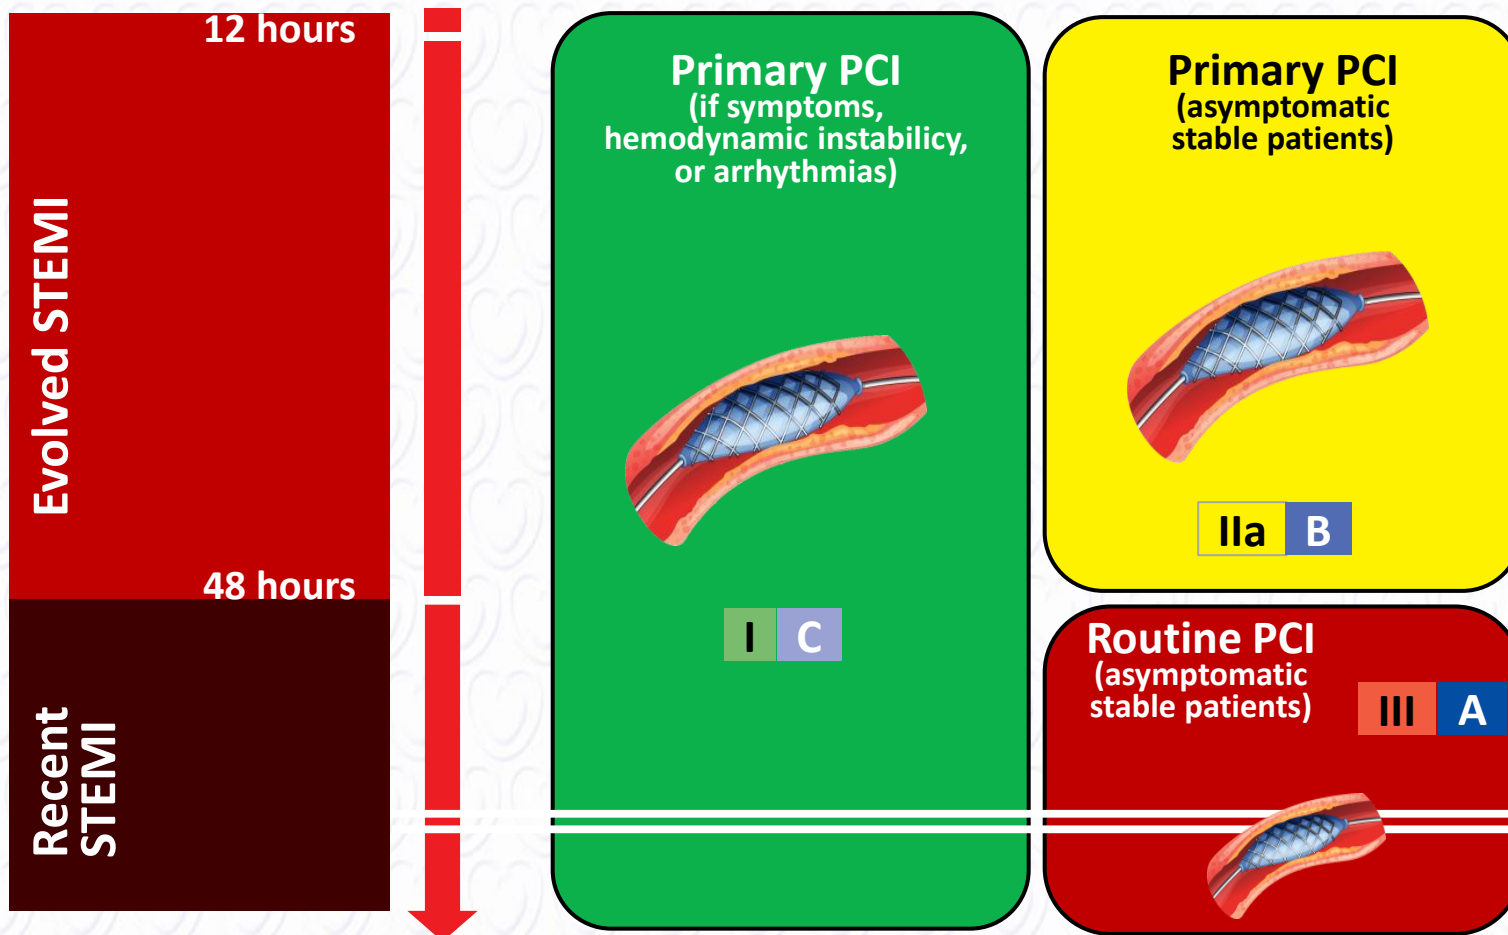 12 hours
Evolved STEMI
48 hours
Recent
STEMI
Primary PCI
(if symptoms,
hemodynamic instabilicy,
or arrhythmias)
I C
Primary PCI
(asymptomatic
stable patients)
IIa B
Routine PCI
(asymptomatic
stable patients)
III A